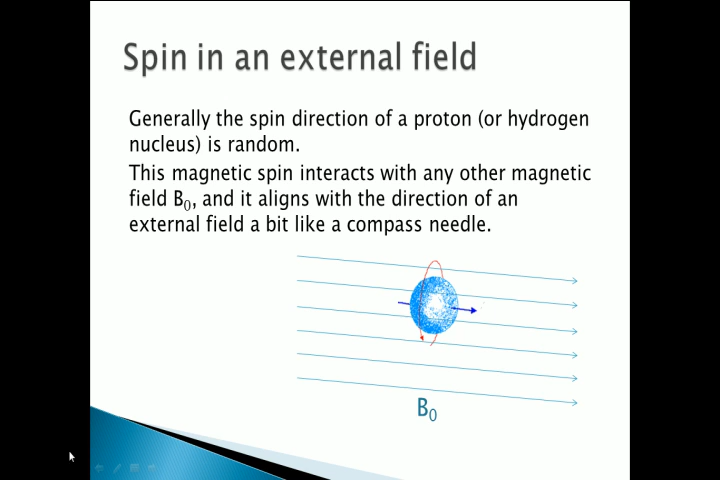 Spin in an external field
Generally the spin direction of a proton (or hydrogen
nucleus) is random.
This magnetic spin interacts with any other magnetic
field B₀, and it aligns with the direction of an
external field a bit like a compass needle.
B₀